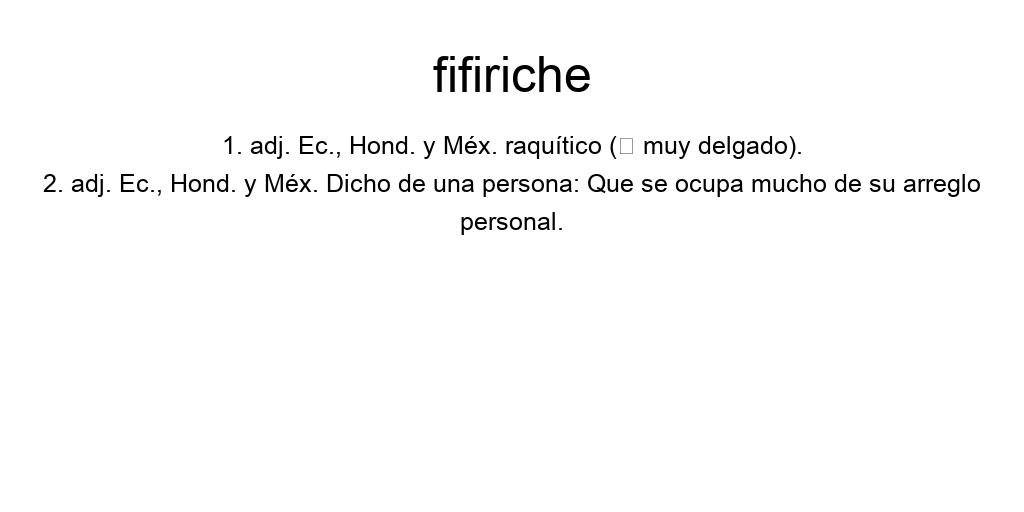 fifiriche
1. adj. Ec., Hond. y Méx. raquítico (▯ muy delgado).
2. adj. Ec., Hond. y Méx. Dicho de una persona: Que se ocupa mucho de su arreglo
personal.